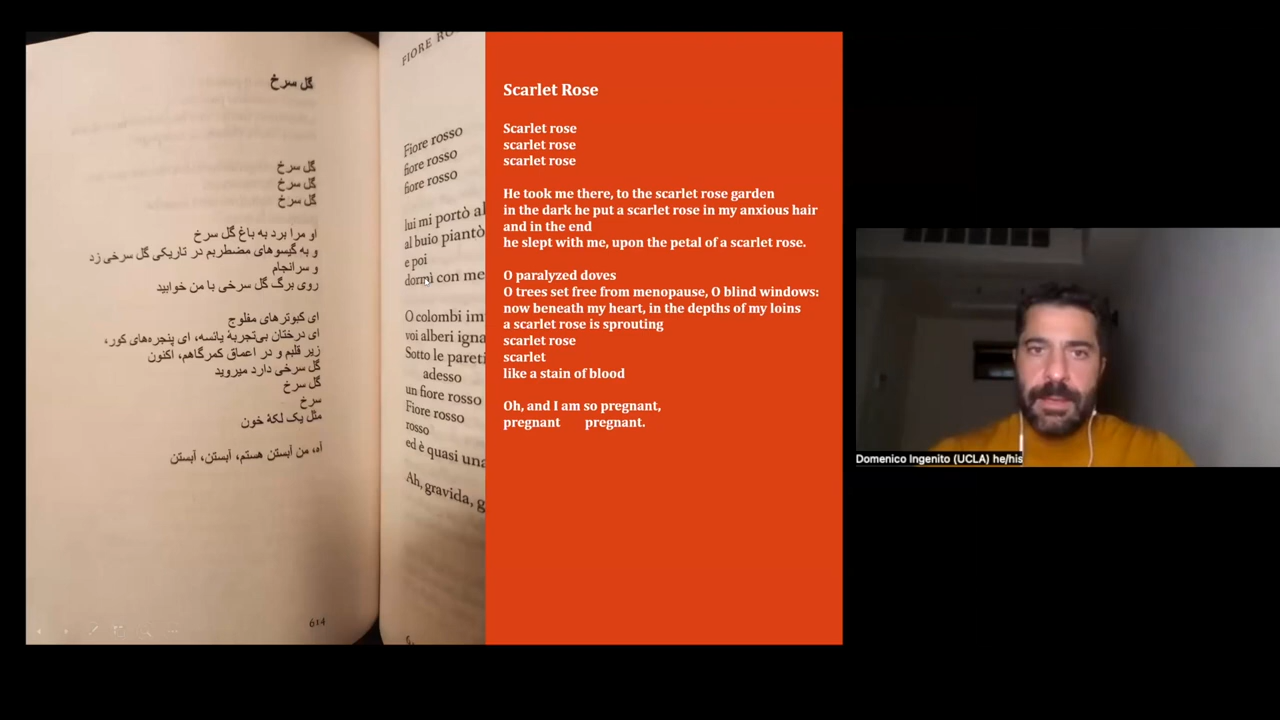 گل سرخ
گل سرخ
گل سرخ
گل سرخ
او مرا برد به باغ گل سرخ
و به گیسوهای مضطربم در تاریکی گل سرخی زد
و سرانجام
روی برگ گل سرخی با من خوابید
ای کبوترهای مفلوج
ای درختان بی‌تجربهٔ یائسه، ای پنجره‌های کور،
زیر قلبم و در اعماق کمرگاهم، اکنون
گل سرخی دارد میروید
گل سرخ
سرخ
مثل یک لکهٔ خون
آه، من آبستن هستم، آبستن، آبستن
614
FIORE
Fiore rosso
fiore rosso
fiore rosso
lui mi portò al
al buio piantò
e poi
dormì con me
O colombi
voi alberi
Sotto le
adesso
un fiore rosso
Fiore rosso
rosso
ed è quasi
Ah, gravida,
Scarlet Rose
Scarlet rose
scarlet rose
scarlet rose
He took me there, to the scarlet rose garden
in the dark he put a scarlet rose in my anxious hair
and in the end
he slept with me, upon the petal of a scarlet rose.
O paralyzed doves
O trees set free from menopause, O blind windows:
now beneath my heart, in the depths of my loins
a scarlet rose is sprouting
scarlet rose
scarlet
like a stain of blood
Oh, and I am so pregnant,
pregnant pregnant.
Domenico Ingenito (UCLA) he/his